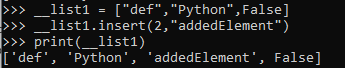 >>> __list1 = ["def","Python",False]
>>> __list1.insert(2,"addedElement")
>>> print(__list1)
['def', 'Python', 'addedElement', False]